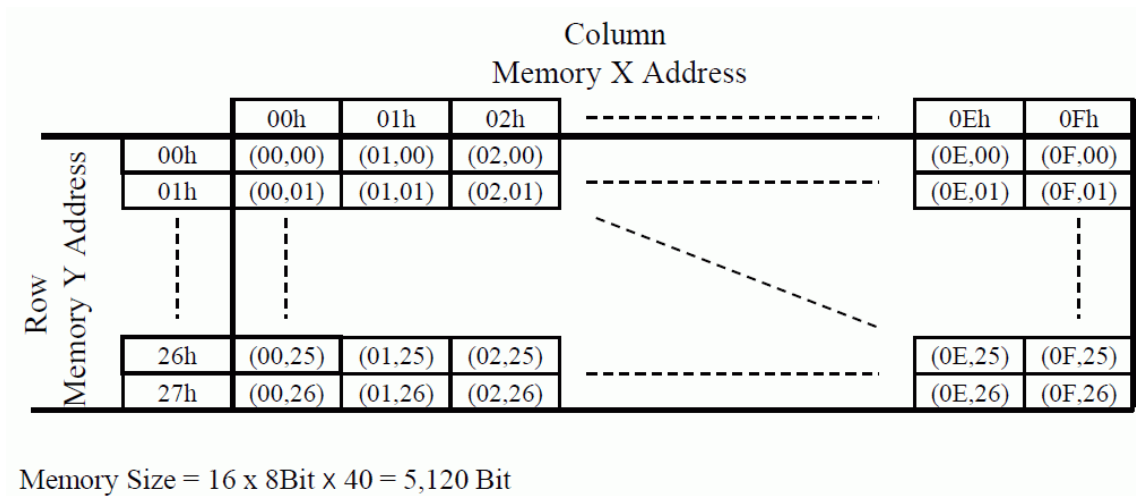 Column
Memory X Address
00h 01h 02h 0Eh 0Fh
Row
Memory Y Address
00h (00,00) (01,00) (02,00) (0E,00) (0F,00)
01h (00,01) (01,01) (02,01) (0E,01) (0F,01)
26h (00,25) (01,25) (02,25) (0E,25) (0F,25)
27h (00,26) (01,26) (02,26) (0E,26) (0F,26)
Memory Size = 16 x 8Bit x 40 = 5,120 Bit